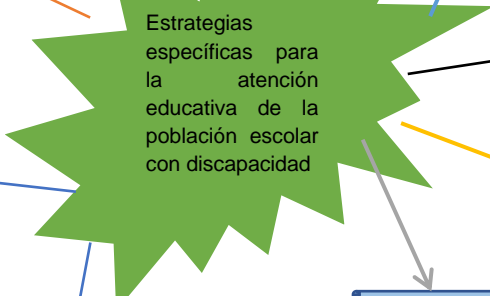 Estrategias
específicas para
la atención
educativa de la
población escolar
con discapacidad